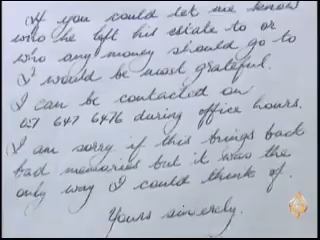 If you could let me know
who he left his estate to or
who any money should go to
I would be most grateful.
I can be contacted on
051 647 6476 during office hours.
I am sorry if this brings back
bad memories but it was the
only way I could think of.
Yours sincerely.